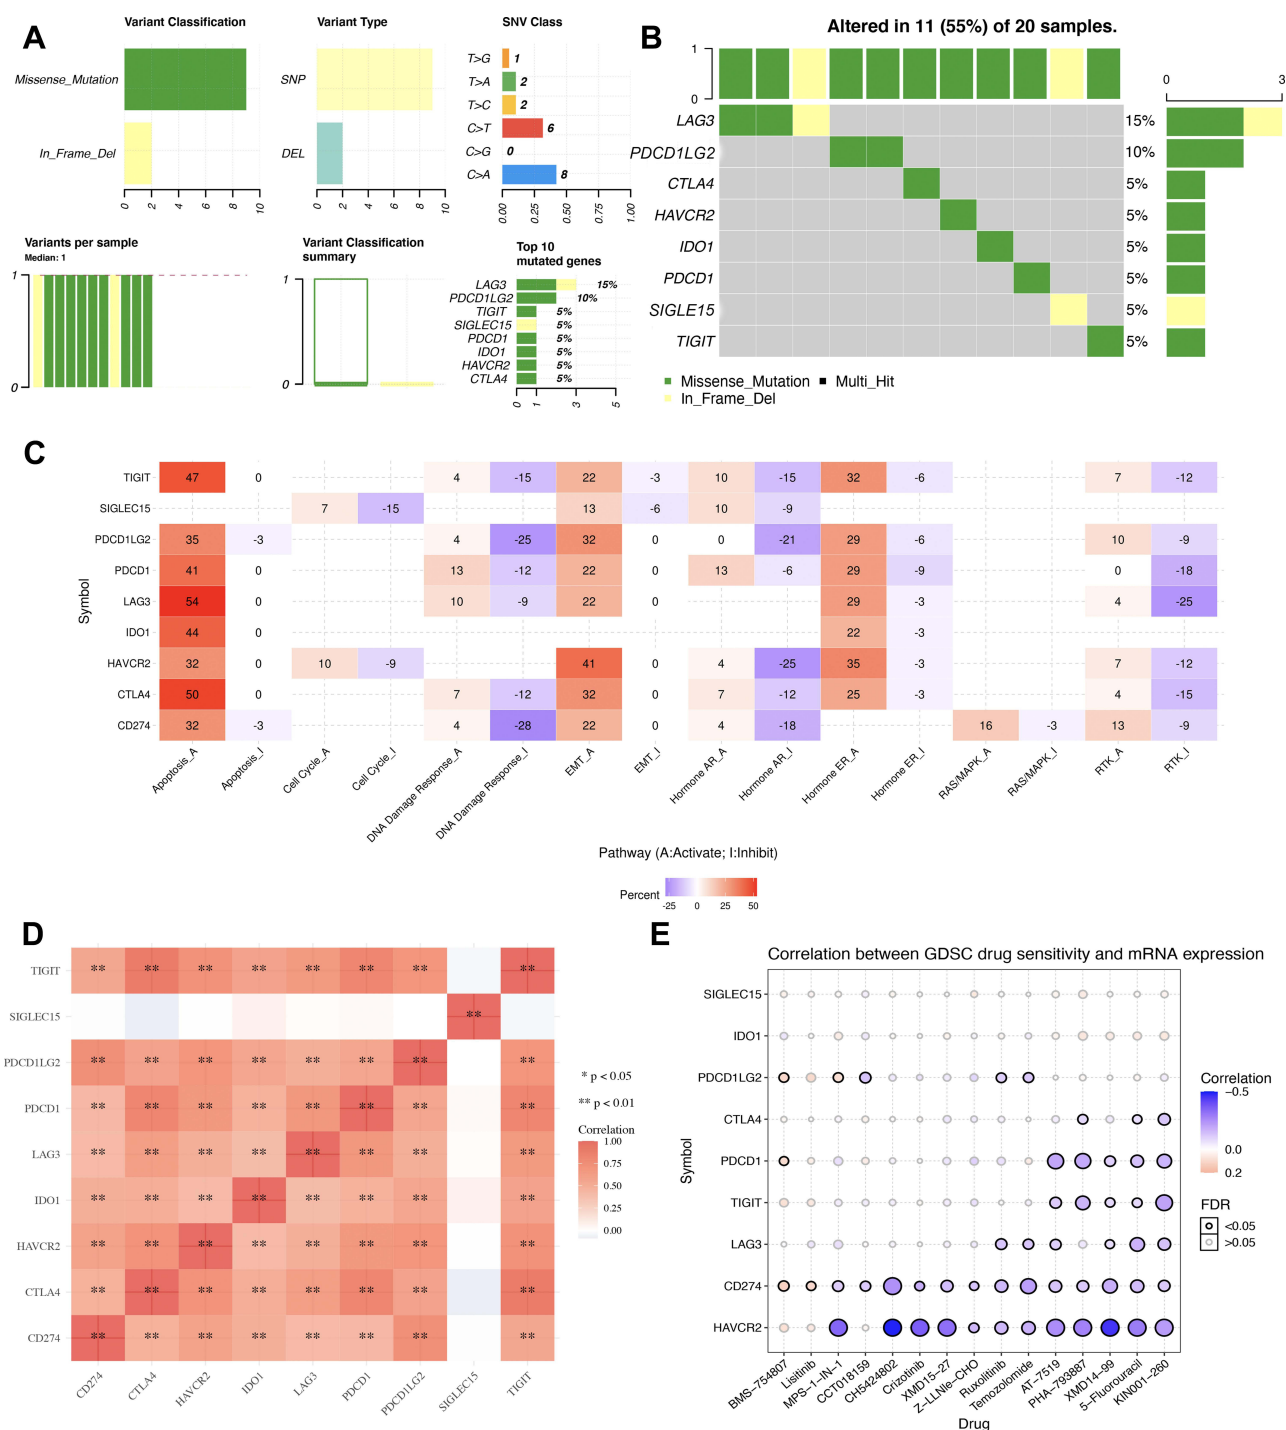 A
Variant Classification
Missense_Mutation
In_Frame_Del
0 2 4 6 8 10
Variant Type
SNP
DEL
0 2 4 6 8 10
SNV Class
T>G 1
T>A 2
T>C 2
C>T 6
C>G 0
C>A 8
0.00 0.25 0.50 0.75 1.00
Variants per sample
Median: 1
1
0
Variant Classification
summary
1
0
Top 10
mutated genes
LAG3 15%
PDCD1LG2 10%
TIGIT 5%
SIGLEC15 5%
PDCD1 5%
IDO1 5%
HAVCR2 5%
CTLA4 5%
0 1 3 5
B
Altered in 11 (55%) of 20 samples.
1
0
0 3
LAG3 15%
PDCD1LG2 10%
CTLA4 5%
HAVCR2 5%
IDO1 5%
PDCD1 5%
SIGLE15 5%
TIGIT 5%
Missense_Mutation Multi_Hit
In_Frame_Del
C
Symbol
TIGIT 47 0 4 -15 22 -3 10 -15 32 -6 7 -12
SIGLEC15 7 -15 13 -6 10 -9
PDCD1LG2 35 -3 4 -25 32 0 0 -21 29 -6 10 -9
PDCD1 41 0 13 -12 22 13 -6 29 -9 0 -18
LAG3 54 0 10 -9 22 0 29 -3 4 -25
IDO1 44 0 22 -3
HAVCR2 32 0 10 -9 41 0 4 -25 35 -3 7 -12
CTLA4 50 0 7 -12 32 0 7 -12 25 -3 4 -15
CD274 32 -3 4 -28 22 0 4 -18 16 -3 13 -9
Apoptosis_A Apoptosis_I Cell Cycle_A Cell Cycle_I DNA Damage Response_A DNA Damage Response_I EMT_A EMT_I Hormone AR_A Hormone AR_I Hormone ER_A Hormone ER_I RAS/MAPK_A RAS/MAPK_I RTK_A RTK_I
Pathway (A:Activate; I:Inhibit)
Percent
-25 0 25 50
D
TIGIT ** ** ** ** ** ** ** **
SIGLEC15 **
PDCD1LG2 ** ** ** ** ** ** ** **
PDCD1 ** ** ** ** ** ** ** **
LAG3 ** ** ** ** ** ** ** **
IDO1 ** ** ** ** ** ** ** **
HAVCR2 ** ** ** ** ** ** ** **
CTLA4 ** ** ** ** ** ** ** **
CD274 ** ** ** ** ** ** ** **
CD274 CTLA4 HAVCR2 IDO1 LAG3 PDCD1 PDCD1LG2 SIGLEC15 TIGIT
* p < 0.05
** p < 0.01
Correlation
1.00
0.75
0.50
0.25
0.00
E
Correlation between GDSC drug sensitivity and mRNA expression
Symbol
SIGLEC15
IDO1
PDCD1LG2
CTLA4
PDCD1
TIGIT
LAG3
CD274
HAVCR2
BMS−754807 Lisitinib MPS−1−IN−1 CCT018159 CH5424802 Crizotinib XMD15−27 Z−LLNle−CHO Ruxolitinib Temozolomide AT−7519 PHA−793887 XMD14−99 5−Fluorouracil KIN001−260
Drug
Correlation
−0.5
0.0
0.2
FDR
<0.05
>0.05